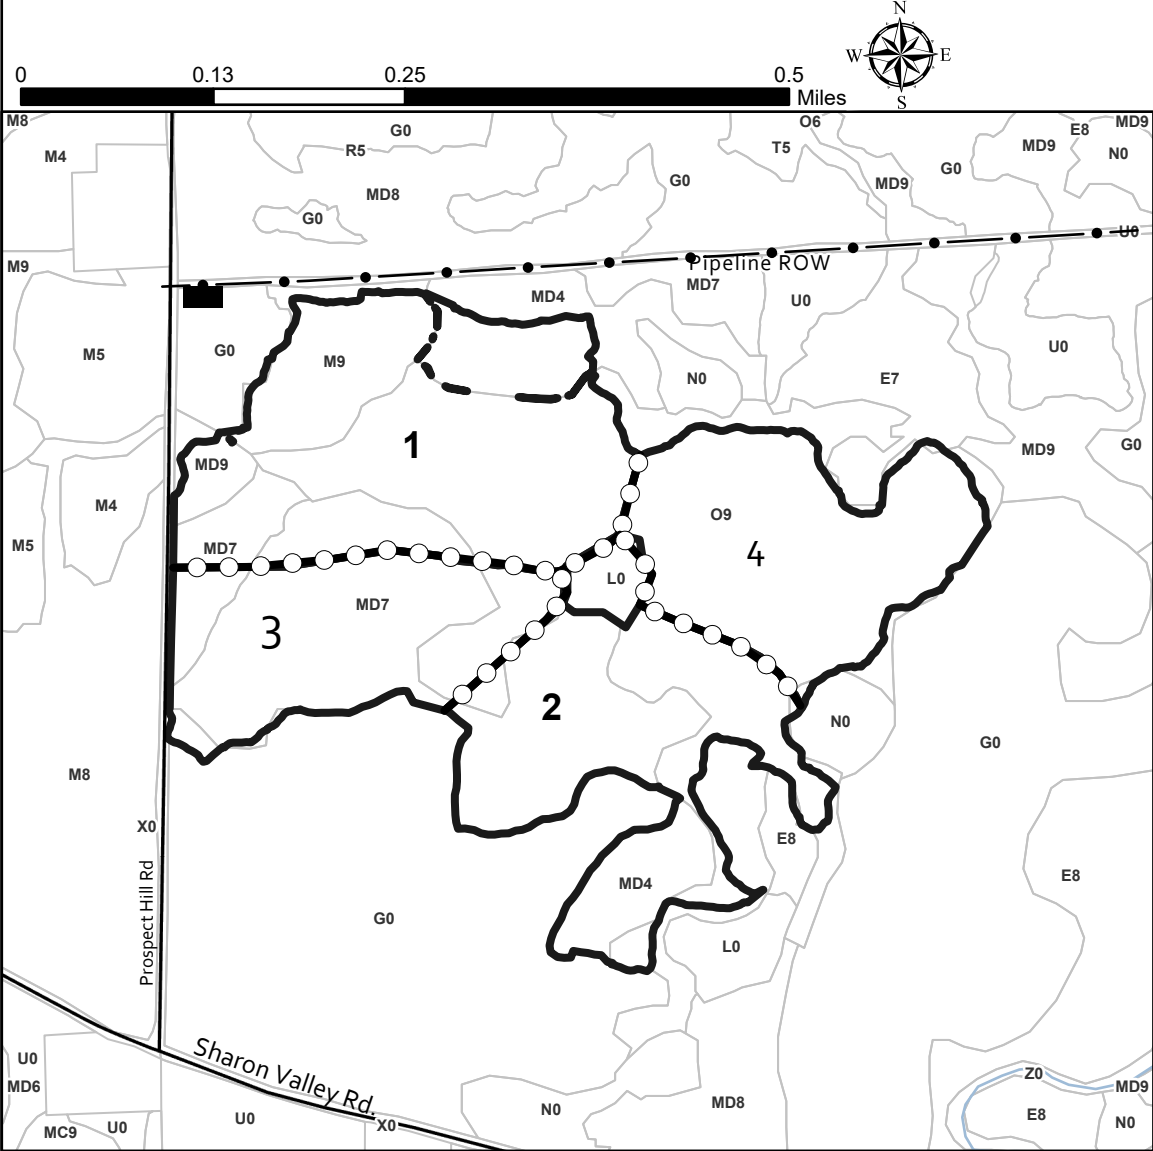 N
W E
S
0 0.13 0.25 0.5
Miles
M8 G0 O6 E8 MD9
M4 R5 T5 MD9 N0
MD8 G0 MD9 G0
G0
U0
M9 Pipeline ROW
MD4 MD7 U0
M5 G0 M9 N0 E7 U0
1
MD9 MD9 G0
M4 O9
M5 MD7 4
L0
3 MD7
2 N0
G0
M8
X0 E8
MD4 E8
Prospect Hill Rd
G0 L0
Sharon Valley Rd.
U0 Z0
MD6 MD9
U0 X0 N0 MD8 E8 N0
MC9 U0